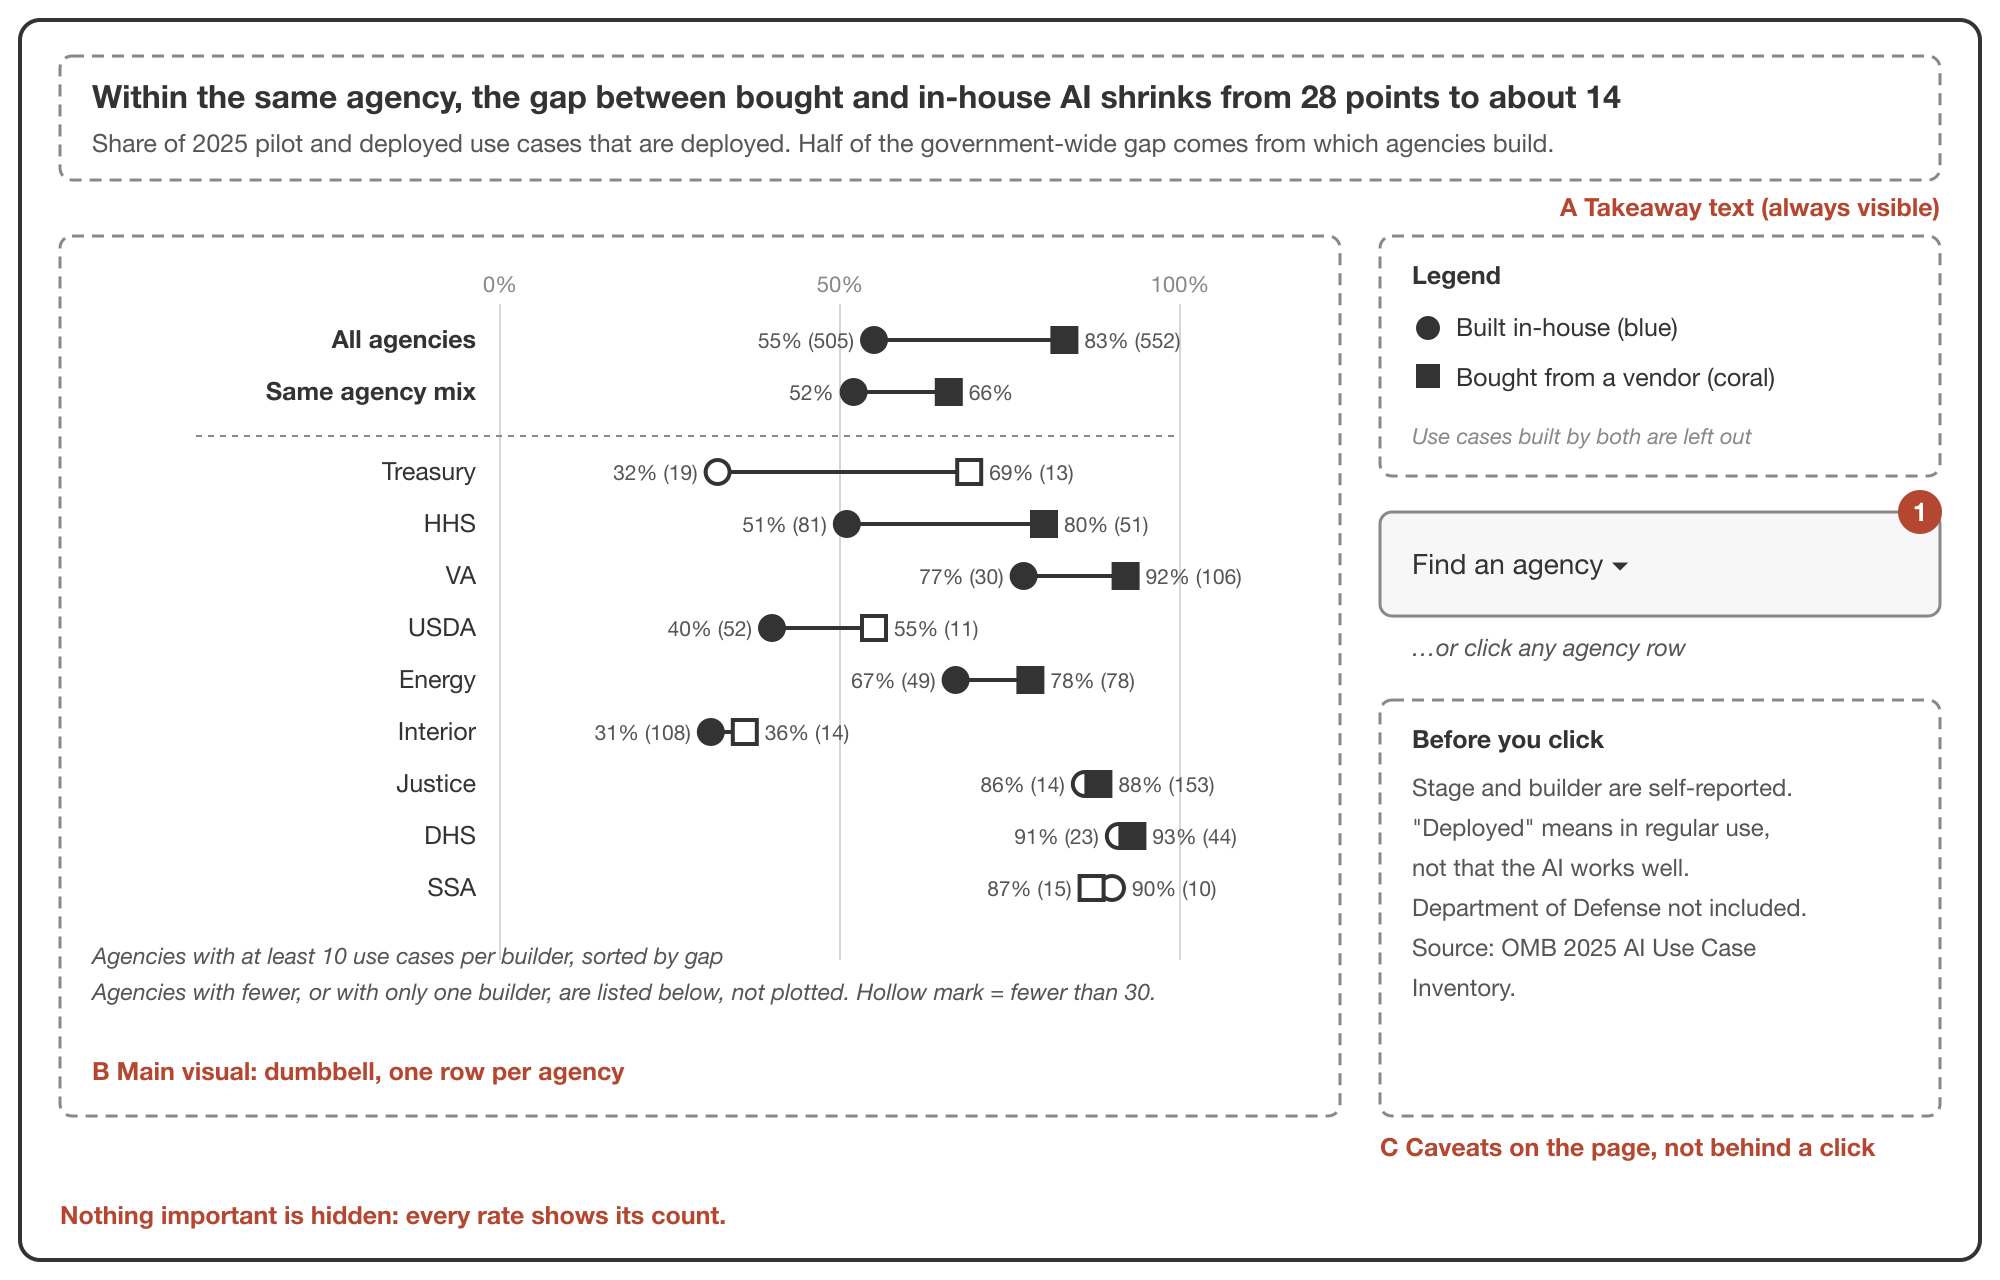 Within the same agency, the gap between bought and in-house AI shrinks from 28 points to about 14
Share of 2025 pilot and deployed use cases that are deployed. Half of the government-wide gap comes from which agencies build.
A Takeaway text (always visible)
0% 50% 100%
All agencies 55% (505) 83% (552)
Same agency mix 52% 66%
Treasury 32% (19) 69% (13)
HHS 51% (81) 80% (51)
VA 77% (30) 92% (106)
USDA 40% (52) 55% (11)
Energy 67% (49) 78% (78)
Interior 31% (108) 36% (14)
Justice 86% (14) 88% (153)
DHS 91% (23) 93% (44)
SSA 87% (15) 90% (10)
Agencies with at least 10 use cases per builder, sorted by gap
Agencies with fewer, or with only one builder, are listed below, not plotted. Hollow mark = fewer than 30.
B Main visual: dumbbell, one row per agency
Legend
Built in-house (blue)
Bought from a vendor (coral)
Use cases built by both are left out
1
Find an agency
…or click any agency row
Before you click
Stage and builder are self-reported.
"Deployed" means in regular use,
not that the AI works well.
Department of Defense not included.
Source: OMB 2025 AI Use Case
Inventory.
C Caveats on the page, not behind a click
Nothing important is hidden: every rate shows its count.